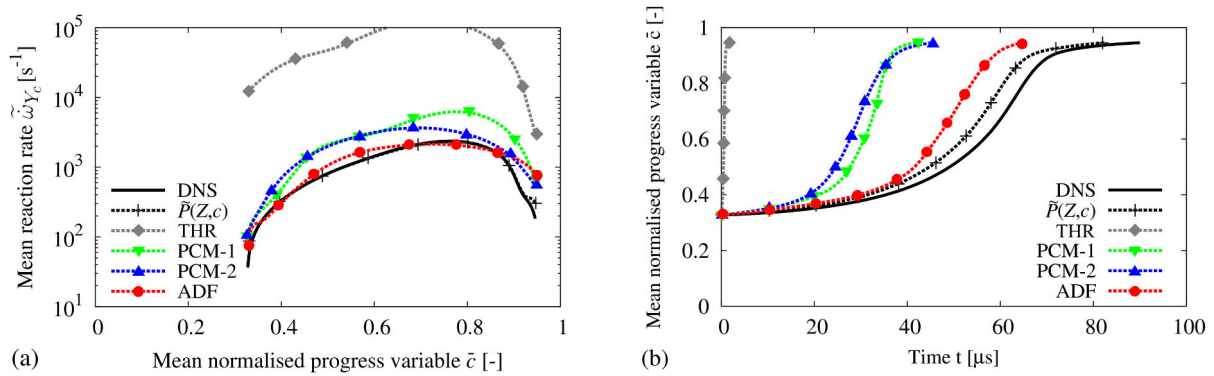 10^5
10^4
10^3
10^2
10^1
Mean reaction rate \tilde{ω}̇_{Y_c} [s^{-1}]
DNS
P̃(Z,c)
THR
PCM-1
PCM-2
ADF
0 0.2 0.4 0.6 0.8 1
(a) Mean normalised progress variable c̄ [-]
1
0.8
0.6
0.4
0.2
0
Mean normalised progress variable c̄ [-]
DNS
P̃(Z,c)
THR
PCM-1
PCM-2
ADF
0 20 40 60 80 100
(b) Time t [μs]